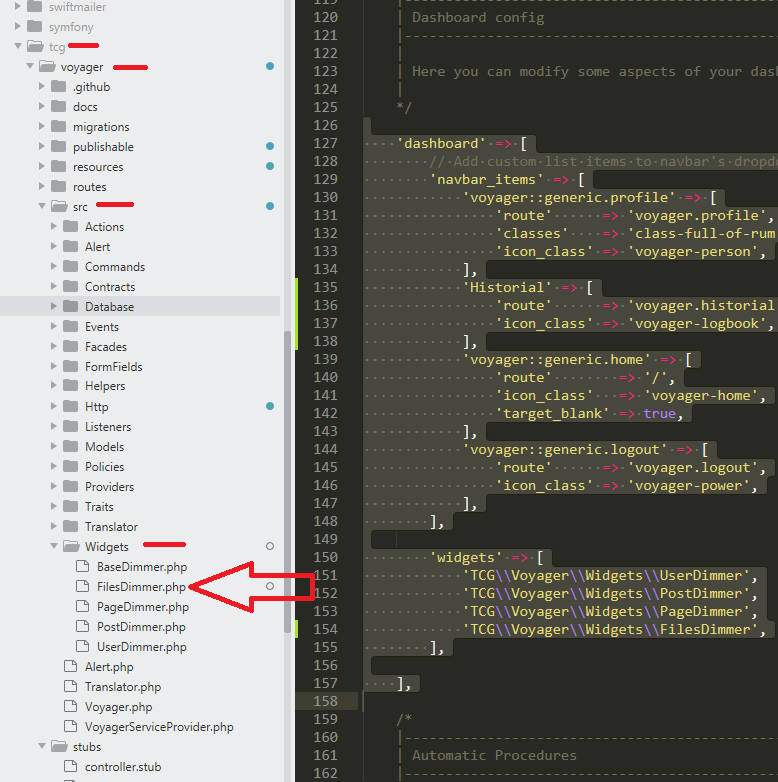 swiftmailer
symfony
tcg
voyager
.github
docs
migrations
publishable
resources
routes
src
Actions
Alert
Commands
Contracts
Database
Events
Facades
FormFields
Helpers
Http
Listeners
Models
Policies
Providers
Traits
Translator
Widgets
BaseDimmer.php
FilesDimmer.php
PageDimmer.php
PostDimmer.php
UserDimmer.php
Alert.php
Translator.php
Voyager.php
VoyagerServiceProvider.php
stubs
controller.stub
119 |--------------------------------------
120 | Dashboard config
121 |--------------------------------------
122 |
123 | Here you can modify some aspects of your das
124 |
125 */
126
127 'dashboard' => [
128 // Add custom list items to navbar's dropd
129 'navbar_items' => [
130 'voyager::generic.profile' => [
131 'route' => 'voyager.profile',
132 'classes' => 'class-full-of-rum
133 'icon_class' => 'voyager-person',
134 ],
135 'Historial' => [
136 'route' => 'voyager.historial
137 'icon_class' => 'voyager-logbook',
138 ],
139 'voyager::generic.home' => [
140 'route' => '/',
141 'icon_class' => 'voyager-home',
142 'target_blank' => true,
143 ],
144 'voyager::generic.logout' => [
145 'route' => 'voyager.logout',
146 'icon_class' => 'voyager-power',
147 ],
148 ],
149
150 'widgets' => [
151 'TCG\\Voyager\\Widgets\\UserDimmer',
152 'TCG\\Voyager\\Widgets\\PostDimmer',
153 'TCG\\Voyager\\Widgets\\PageDimmer',
154 'TCG\\Voyager\\Widgets\\FilesDimmer',
155 ],
156
157 ],
158
159 /*
160 |--------------------------------------
161 | Automatic Procedures
162 |--------------------------------------